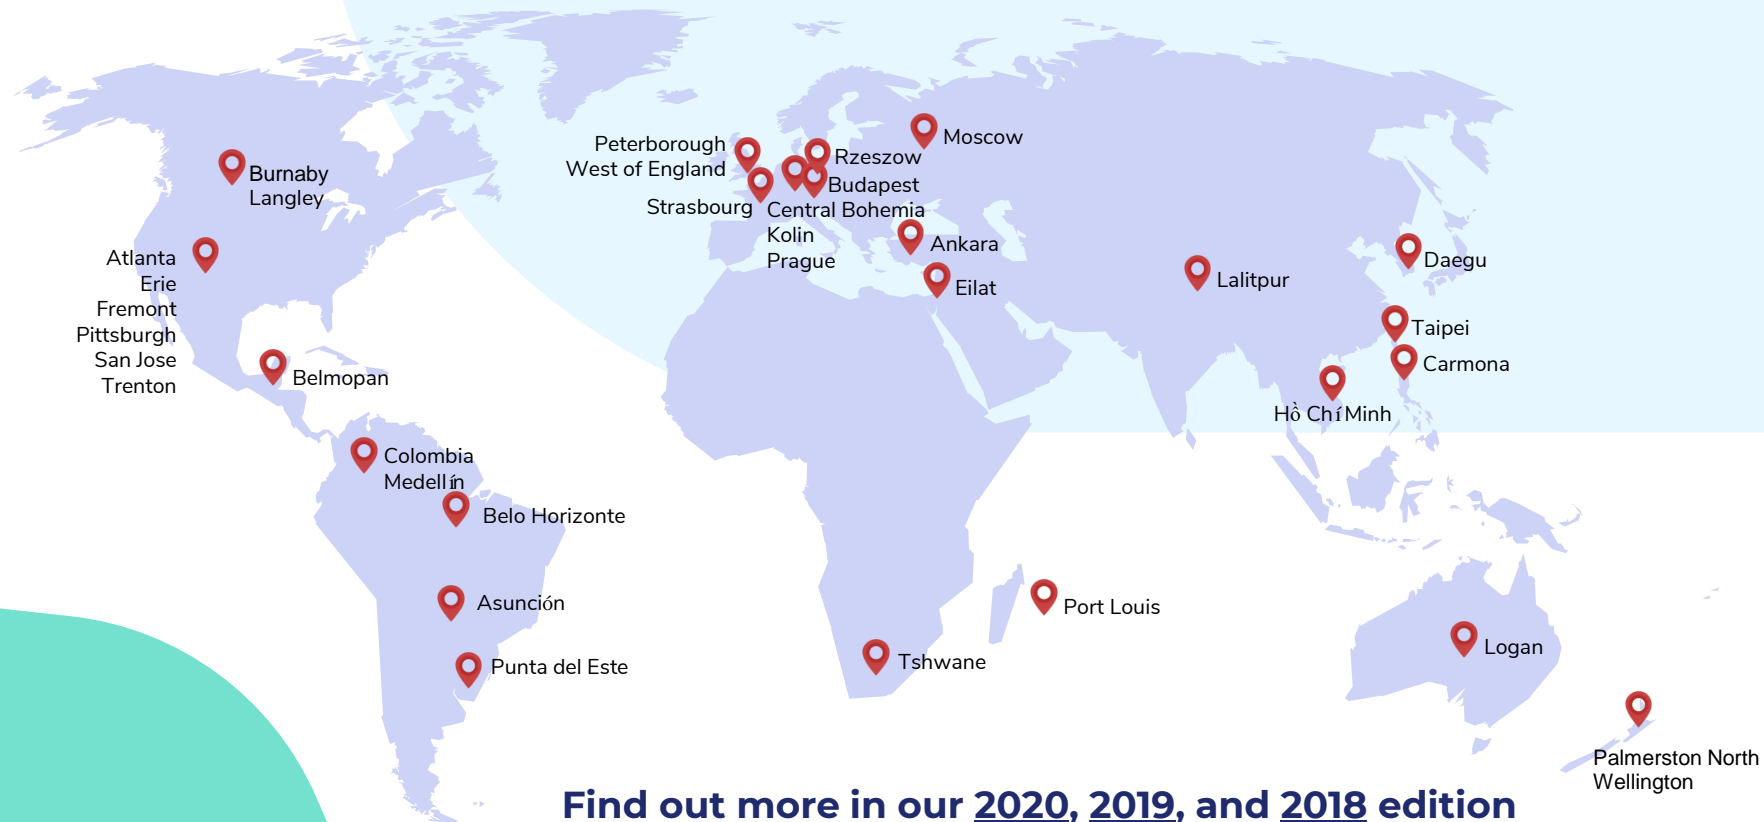 Burnaby
Langley
Atlanta
Erie
Fremont
Pittsburgh
San Jose
Trenton
Belmopan
Colombia
Medellín
Belo Horizonte
Asunción
Punta del Este
Peterborough
West of England
Strasbourg
Moscow
Rzeszow
Budapest
Central Bohemia
Kolin
Prague
Ankara
Eilat
Lalitpur
Daegu
Taipei
Carmona
Hồ Chí Minh
Port Louis
Tshwane
Logan
Palmerston North
Wellington
Find out more in our 2020, 2019, and 2018 edition